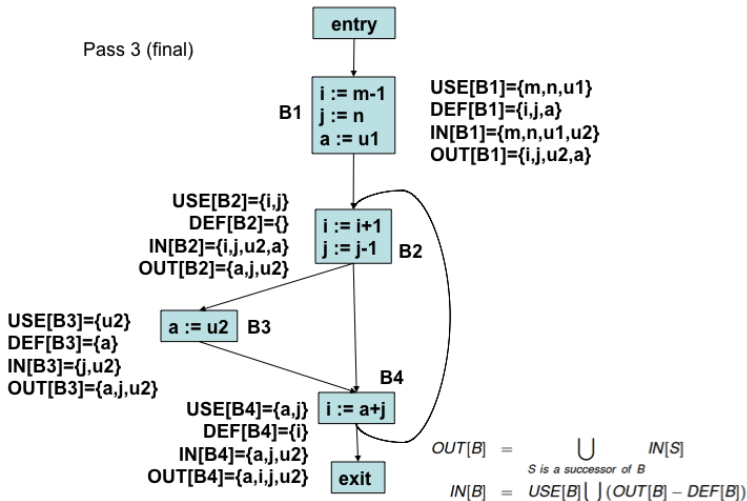 entry
Pass 3 (final)
B1
i := m-1
j := n
a := u1
USE[B1]={m,n,u1}
DEF[B1]={i,j,a}
IN[B1]={m,n,u1,u2}
OUT[B1]={i,j,u2,a}
USE[B2]={i,j}
DEF[B2]={}
IN[B2]={i,j,u2,a}
OUT[B2]={a,j,u2}
i := i+1
j := j-1
B2
USE[B3]={u2}
DEF[B3]={a}
IN[B3]={j,u2}
OUT[B3]={a,j,u2}
a := u2
B3
B4
i := a+j
USE[B4]={a,j}
DEF[B4]={i}
IN[B4]={a,j,u2}
OUT[B4]={a,i,j,u2}
exit
OUT[B] = ⋃ IN[S]
S is a successor of B
IN[B] = USE[B]⋃(OUT[B] − DEF[B])